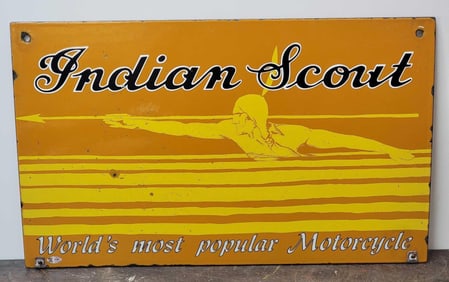 Indian Scout
World's most popular Motorcycle